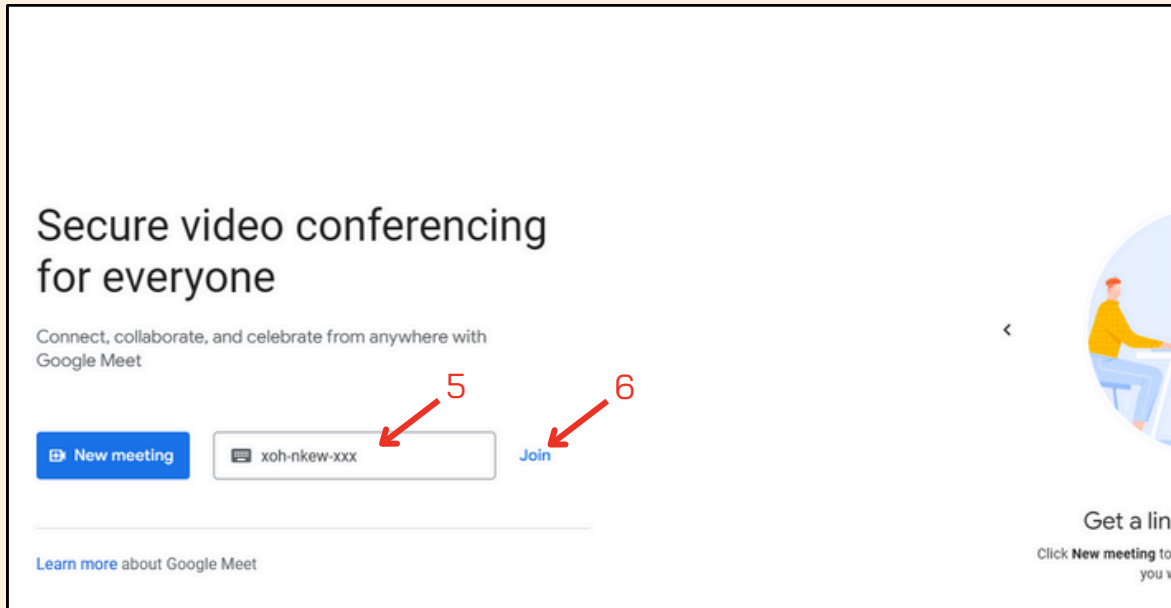 Secure video conferencing
for everyone
Connect, collaborate, and celebrate from anywhere with
Google Meet
5
6
New meeting
xoh-nkew-xxx
Join
Learn more about Google Meet
Get a lin
Click New meeting to
you